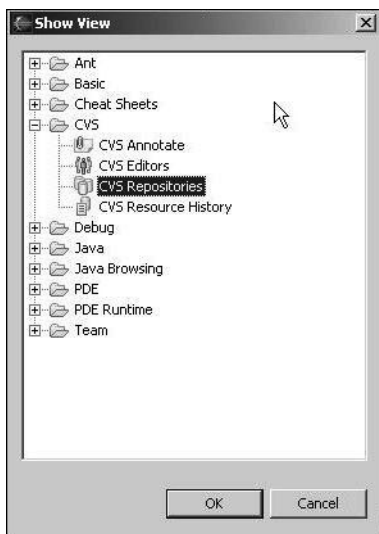 Show View
Ant
Basic
Cheat Sheets
CVS
CVS Annotate
CVS Editors
CVS Repositories
CVS Resource History
Debug
Java
Java Browsing
PDE
PDE Runtime
Team
OK
Cancel